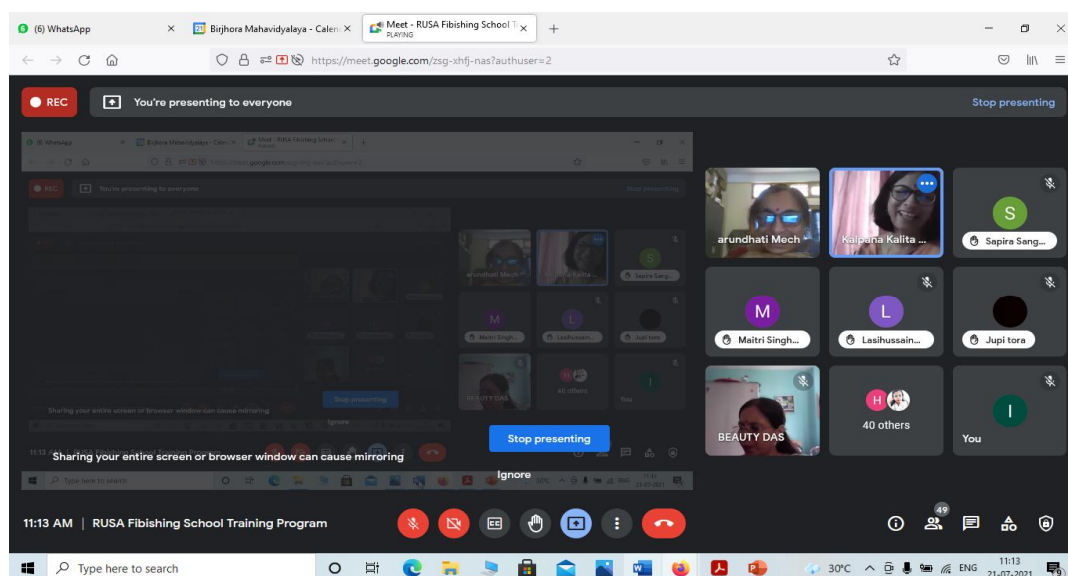 (6) WhatsApp
Birjhora Mahavidyalaya - Calen
Meet - RUSA Fibishing School T
PLAYING
https://meet.google.com/zsg-xhfj-nas?authuser=2
REC
You're presenting to everyone
Stop presenting
arundhati Mech
Kalpana Kalita ...
S
Sapira Sang...
M
Maitri Singh...
L
Lasihussain...
Jupi tora
BEAUTY DAS
H
40 others
I
You
Stop presenting
Sharing your entire screen or browser window can cause mirroring
Ignore
11:13 AM | RUSA Fibishing School Training Program
CC
49
Type here to search
30°C
ENG
11:13
21-07-2021